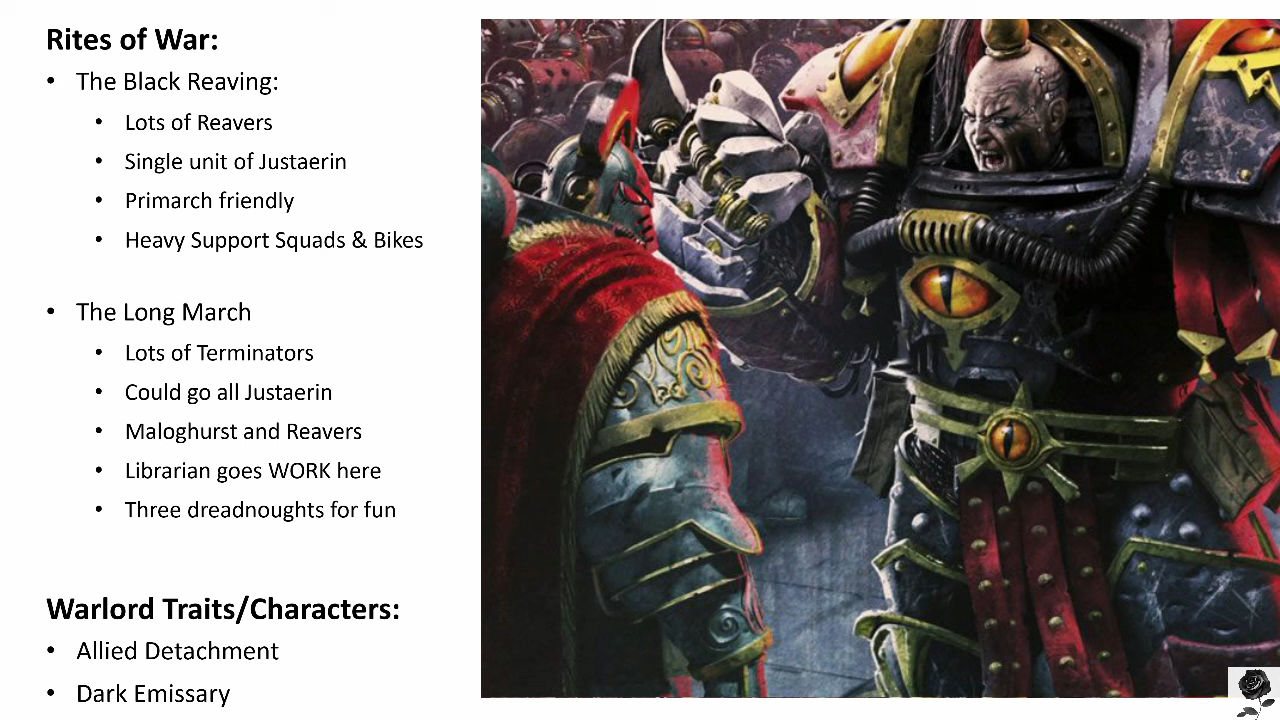 Rites of War:
• The Black Reaving:
• Lots of Reavers
• Single unit of Justaerin
• Primarch friendly
• Heavy Support Squads & Bikes
• The Long March
• Lots of Terminators
• Could go all Justaerin
• Maloghurst and Reavers
• Librarian goes WORK here
• Three dreadnoughts for fun
Warlord Traits/Characters:
• Allied Detachment
• Dark Emissary